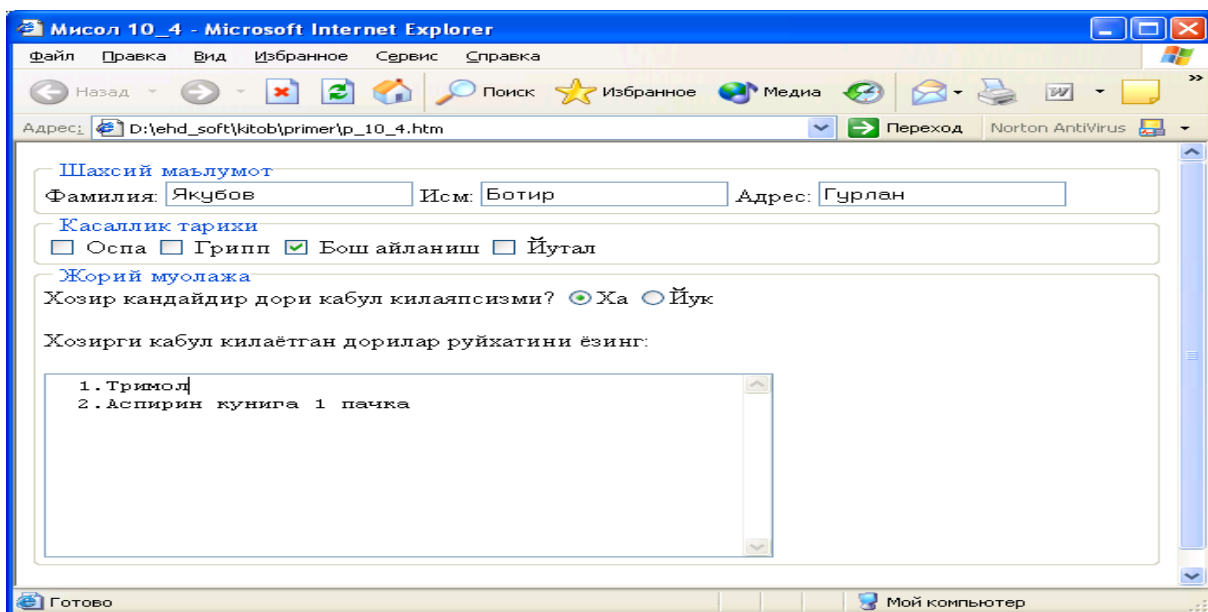 Мисол 10_4 - Microsoft Internet Explorer
Файл Правка Вид Избранное Сервис Справка
Назад Поиск Избранное Медиа »
Адрес: D:\ehd_soft\kitob\primer\p_10_4.htm Переход Norton AntiVirus
Шахсий маьлумот
Фамилия: Якубов Исм: Ботир Адрес: Гурлан
Касаллик тарихи
Оспа Грипп Бош айланиш Йутал
Жорий муолажа
Хозир кандайдир дори кабул килаяпсизми? Ха Йук
Хозирги кабул килаётган дорилар руйхатини ёзинг:
1.Тримол
2.Аспирин кунига 1 пачка
Готово Мой компьютер